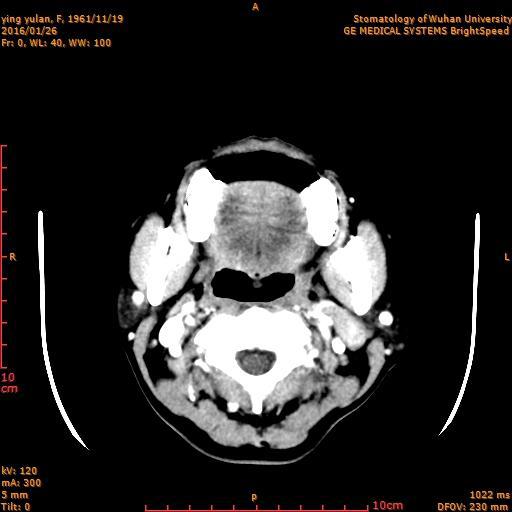 A
ying yulan, F, 1961/11/19
2016/01/26
Fr: 0, WL: 40, WW: 100
Stomatology of Wuhan University
GE MEDICAL SYSTEMS BrightSpeed
R
L
10
cm
kV: 120
mA: 300
5 mm
Tilt: 0
P
10cm
1022 ms
DFOV: 230 mm